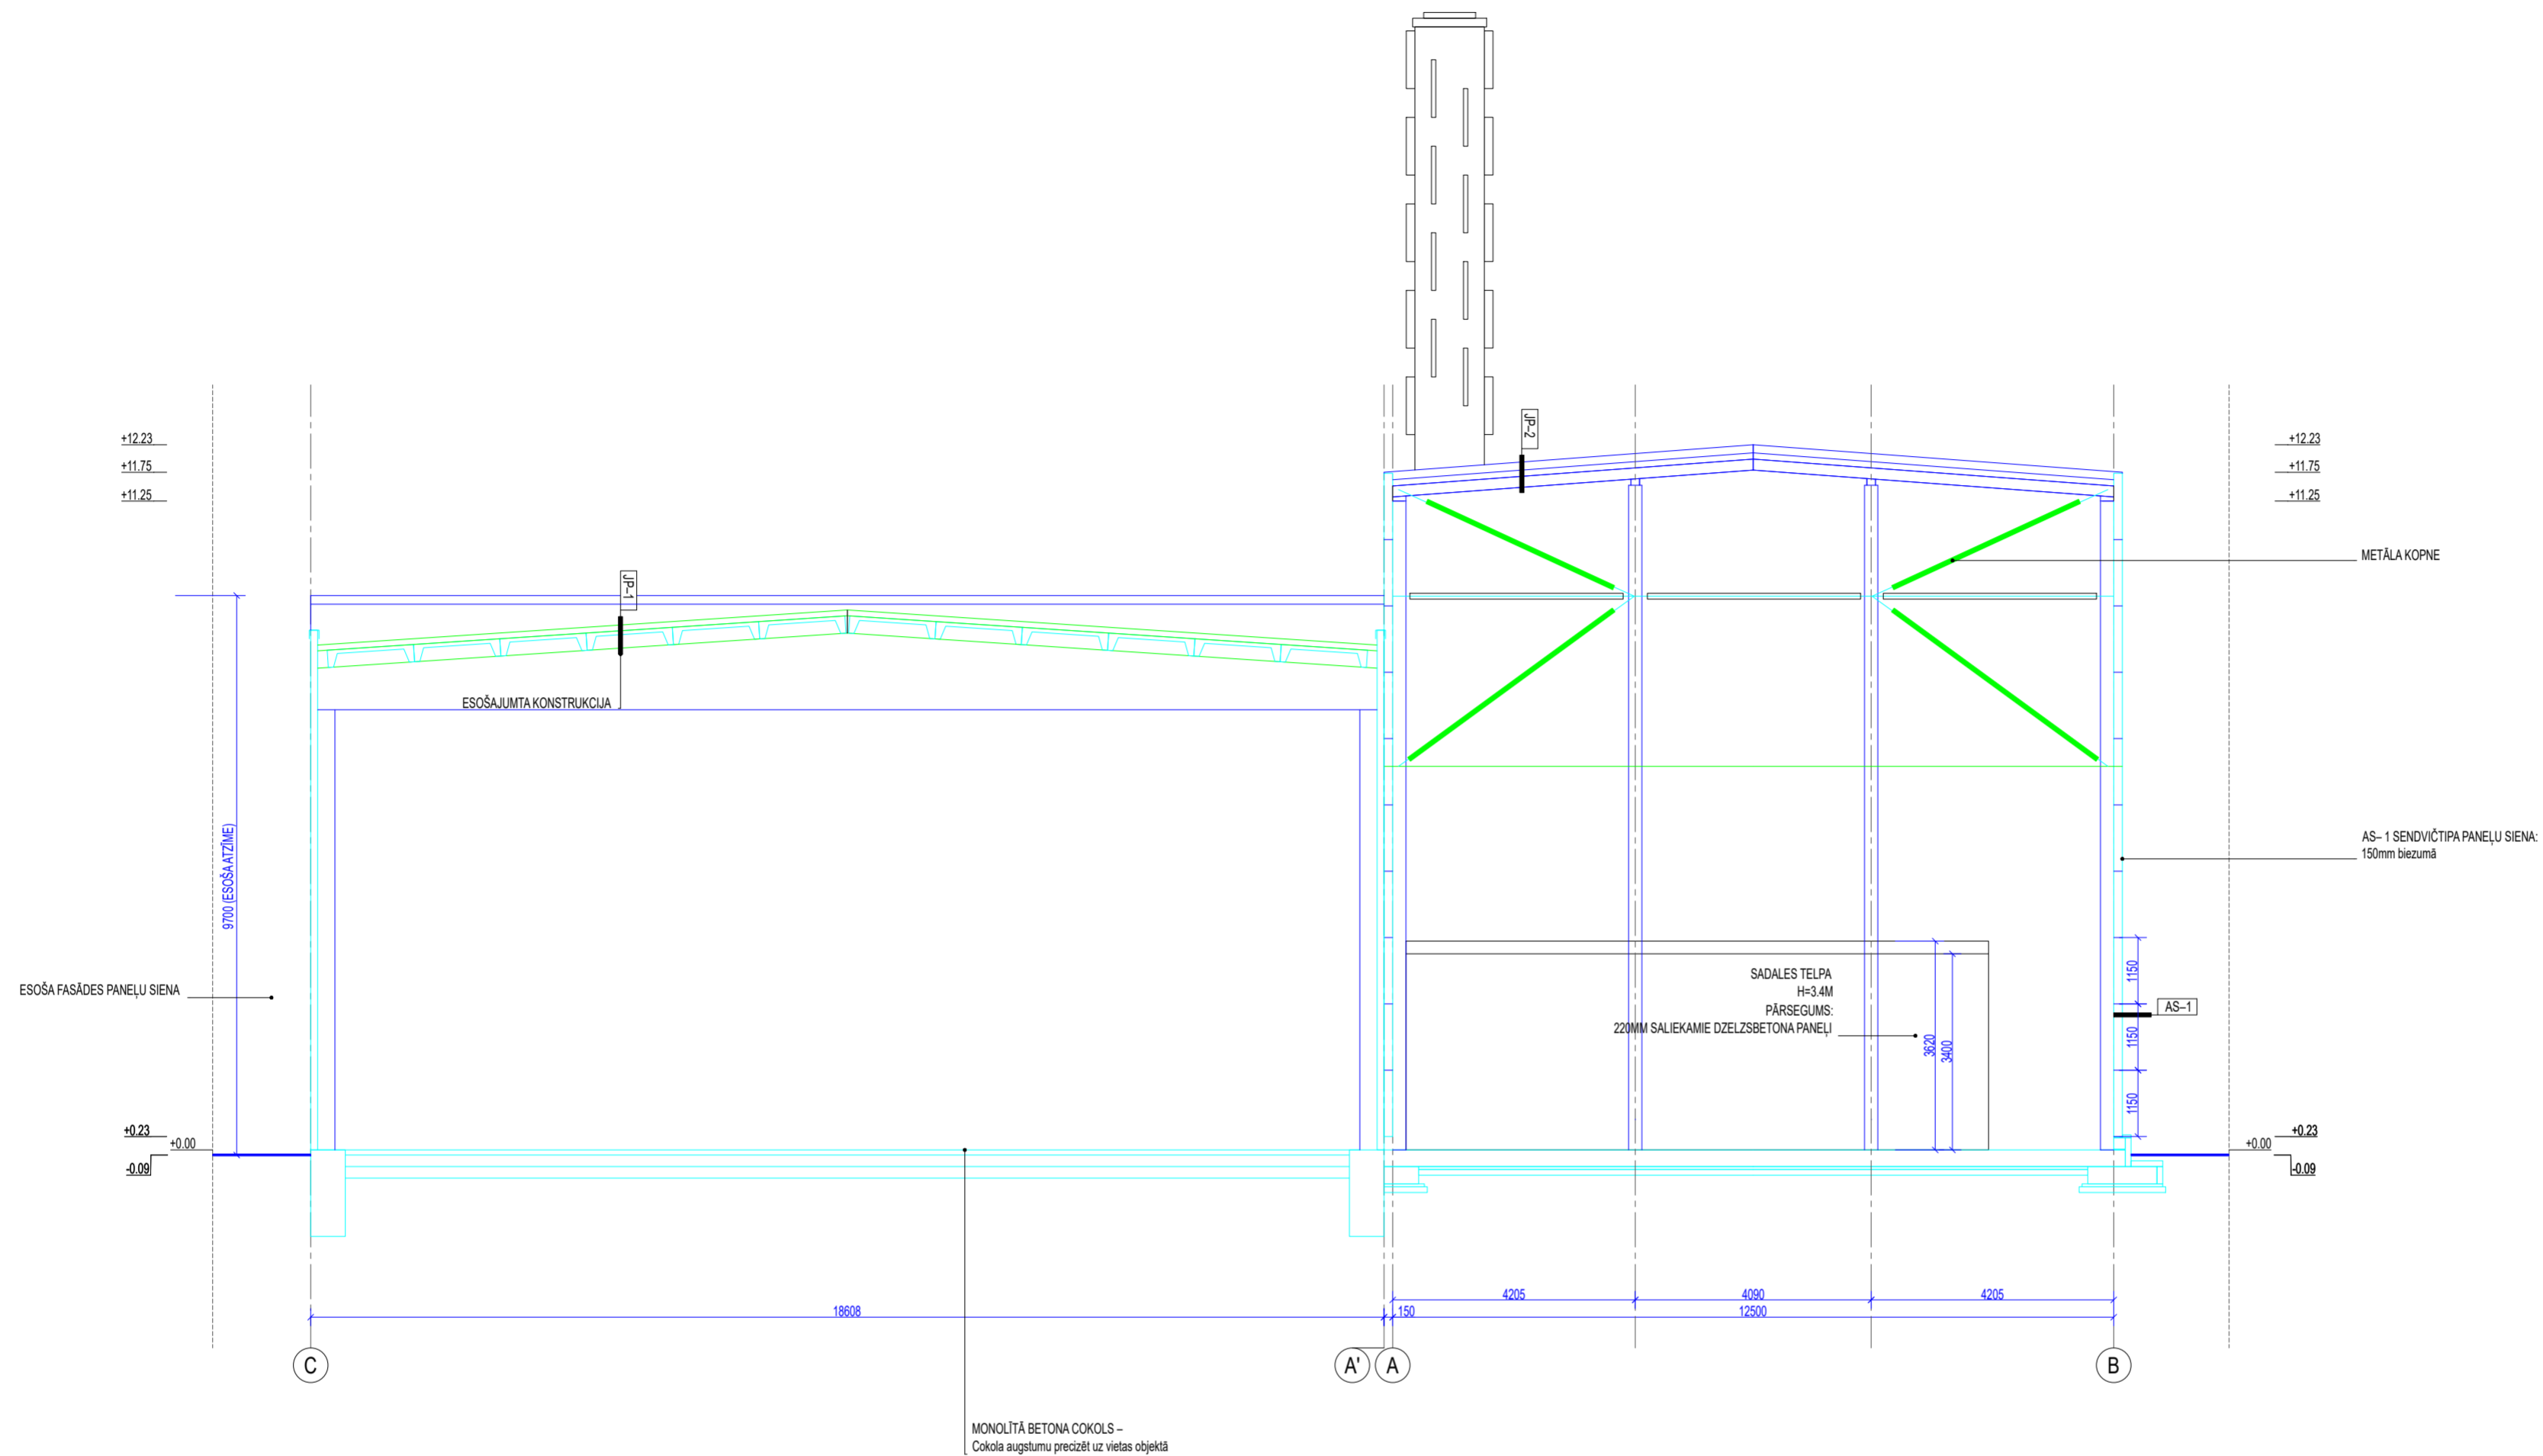 JP-2
+12.23
+12.23
+11.75
+11.75
+11.25
+11.25
METĀLA KOPNE
JP-1
ESOŠAJUMTA KONSTRUKCIJA
9700 (ESOŠA ATZĪME)
AS– 1 SENDVIČTIPA PANEĻU SIENA:
150mm biezumā
ESOŠA FASĀDES PANEĻU SIENA
SADALES TELPA
H=3.4M
PĀRSEGUMS:
220MM SALIEKAMIE DZELZSBETONA PANEĻI
3620
3400
1150
AS–1
1150
1150
+0.23
+0.00
-0.09
+0.23
+0.00
-0.09
4205
4090
4205
18608
150
12500
C
A'
A
B
MONOLĪTĀ BETONA COKOLS –
Cokola augstumu precizēt uz vietas objektā